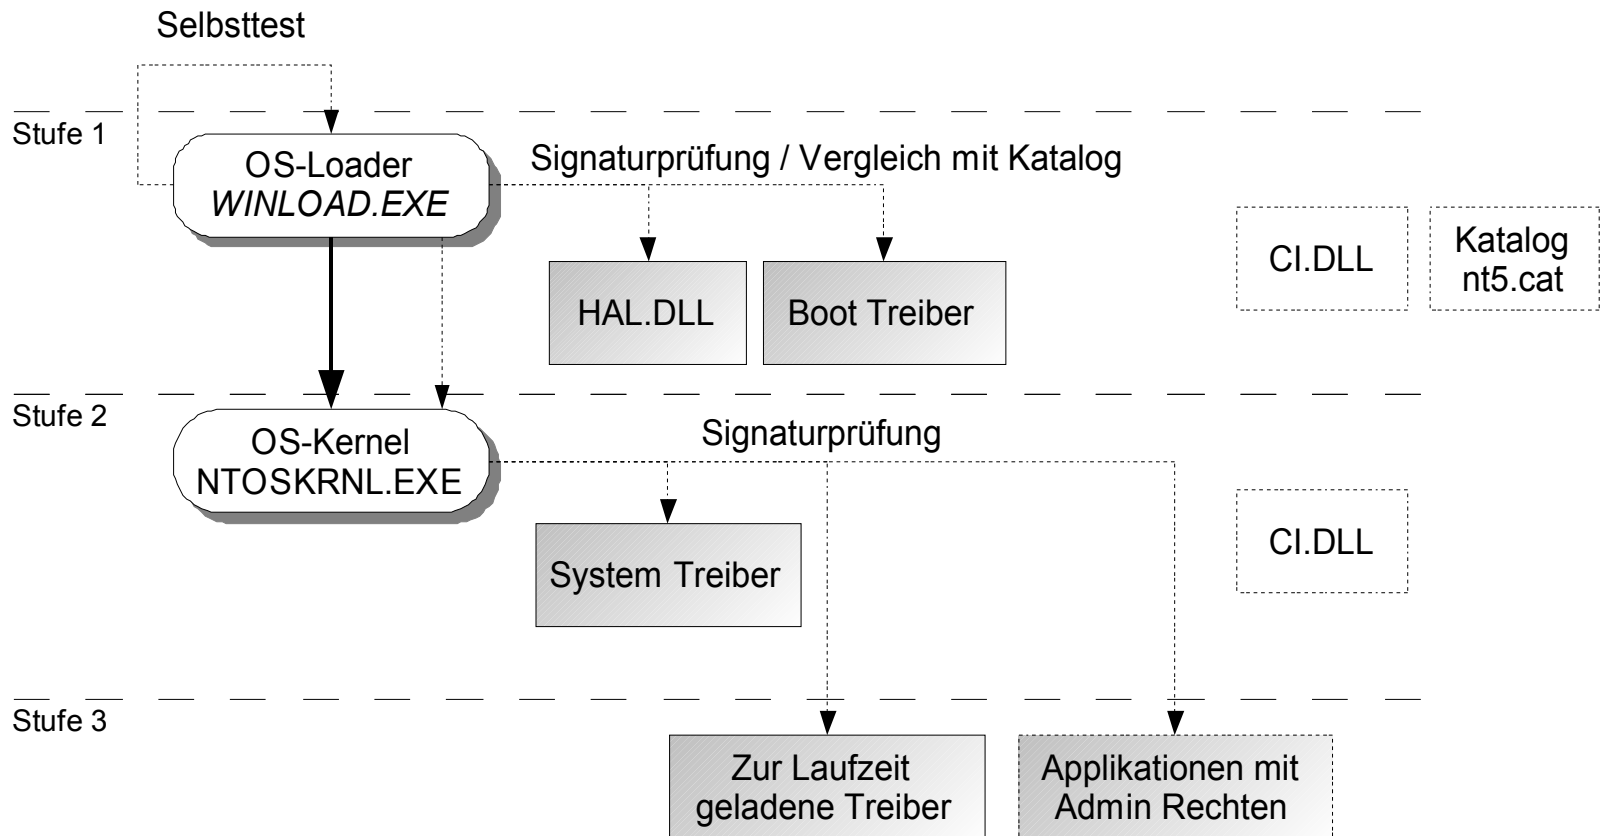 Selbsttest
Stufe 1
OS-Loader
WINLOAD.EXE
Signaturprüfung / Vergleich mit Katalog
HAL.DLL
Boot Treiber
CI.DLL
Katalog
nt5.cat
Stufe 2
OS-Kernel
NTOSKRNL.EXE
Signaturprüfung
System Treiber
CI.DLL
Stufe 3
Zur Laufzeit
geladene Treiber
Applikationen mit
Admin Rechten